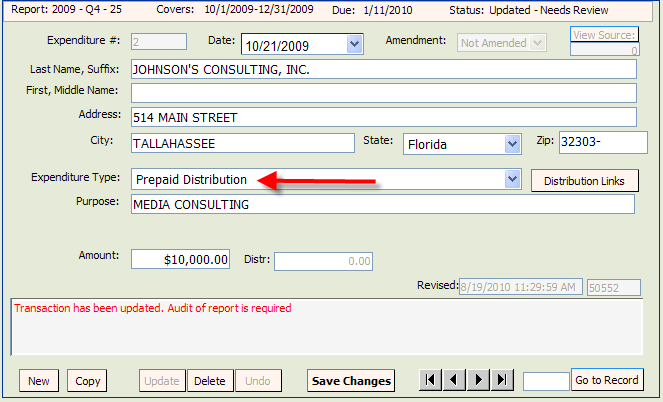 Report: 2009 - Q4 - 25 Covers: 10/1/2009-12/31/2009 Due: 1/11/2010 Status: Updated - Needs Review
Expenditure #: 2 Date: 10/21/2009 Amendment: Not Amended View Source:
0
Last Name, Suffix: JOHNSON'S CONSULTING, INC.
First, Middle Name:
Address: 514 MAIN STREET
City: TALLAHASSEE State: Florida Zip: 32303-
Expenditure Type: Prepaid Distribution Distribution Links
Purpose: MEDIA CONSULTING
Amount: $10,000.00 Distr: 0.00
Revised: 8/19/2010 11:29:59 AM 50552
Transaction has been updated. Audit of report is required
New Copy Update Delete Undo Save Changes Go to Record